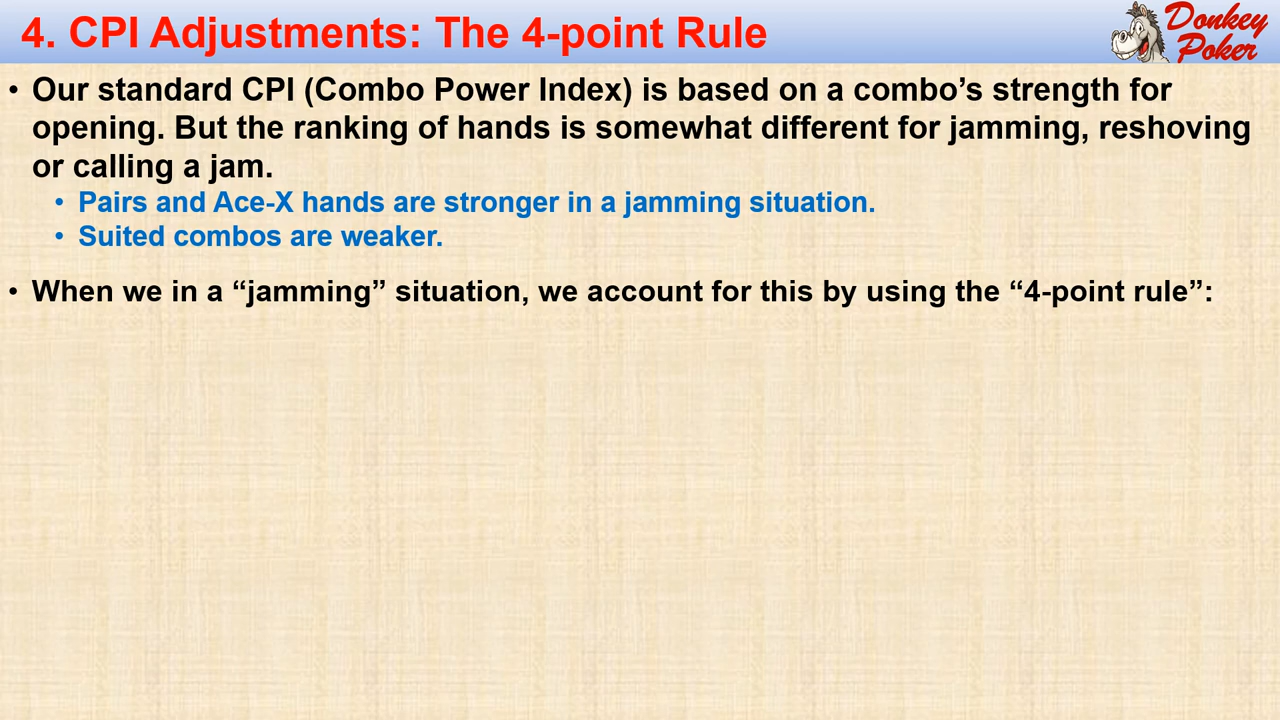 4. CPI Adjustments: The 4-point Rule
Donkey
Poker
• Our standard CPI (Combo Power Index) is based on a combo’s strength for
opening. But the ranking of hands is somewhat different for jamming, reshoving
or calling a jam.
• Pairs and Ace-X hands are stronger in a jamming situation.
• Suited combos are weaker.
• When we in a “jamming” situation, we account for this by using the “4-point rule”: